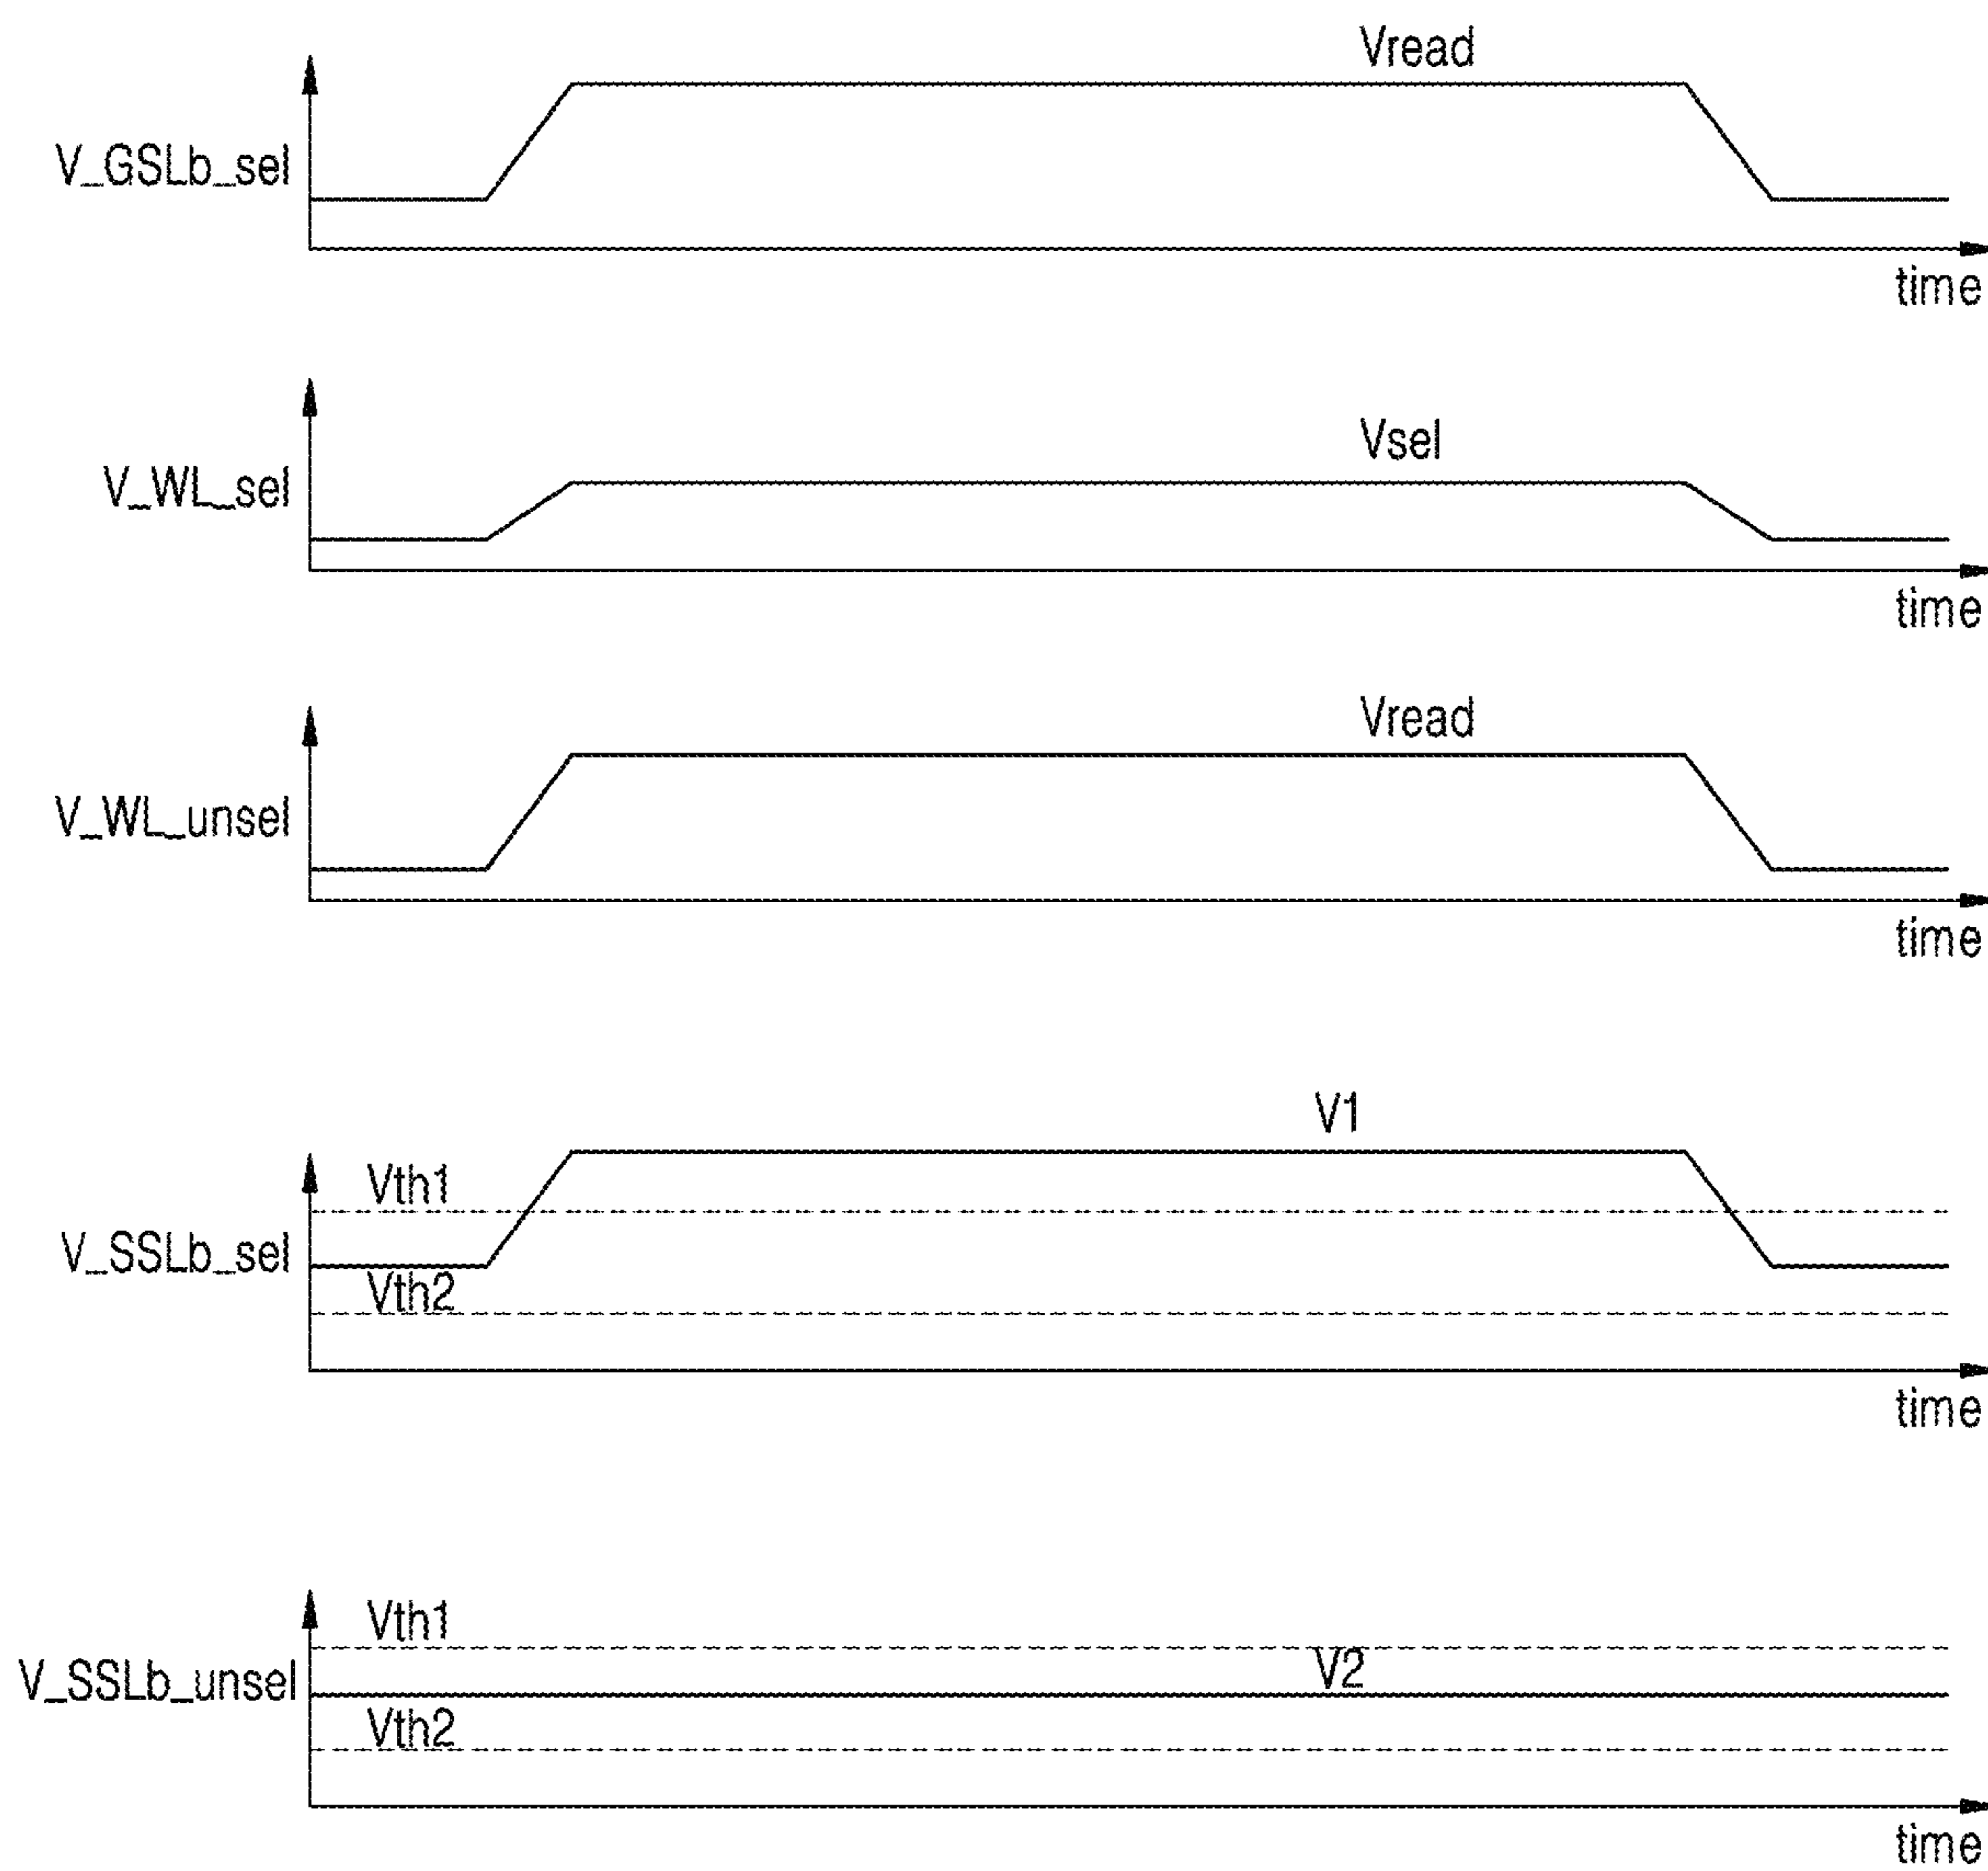 Vread
V_GSLb_sel
time
Vsel
V_WL_sel
time
Vread
V_WL_unsel
time
V1
Vth1
V_SSLb_sel
Vth2
time
Vth1
V2
V_SSLb_unsel
Vth2
time